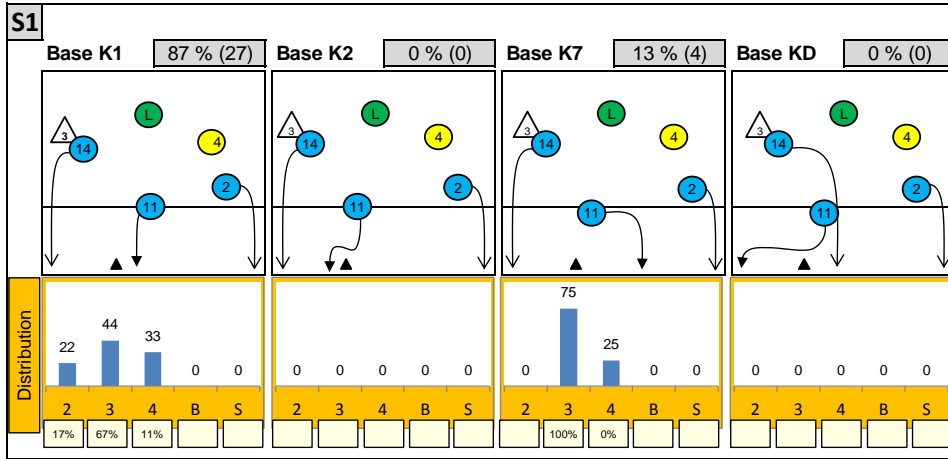 S1
Base K1 87 % (27) Base K2 0 % (0) Base K7 13 % (4) Base KD 0 % (0)
L L L L
3 3 3 3
14 4 14 4 14 4 14 4
2 2 2 2
11 11 11 11
Distribution
22 44 33 0 0 0 0 0 0 0 0 75 25 0 0 0 0 0 0 0
2 3 4 B S 2 3 4 B S 2 3 4 B S 2 3 4 B S
17% 67% 11% 100% 0%